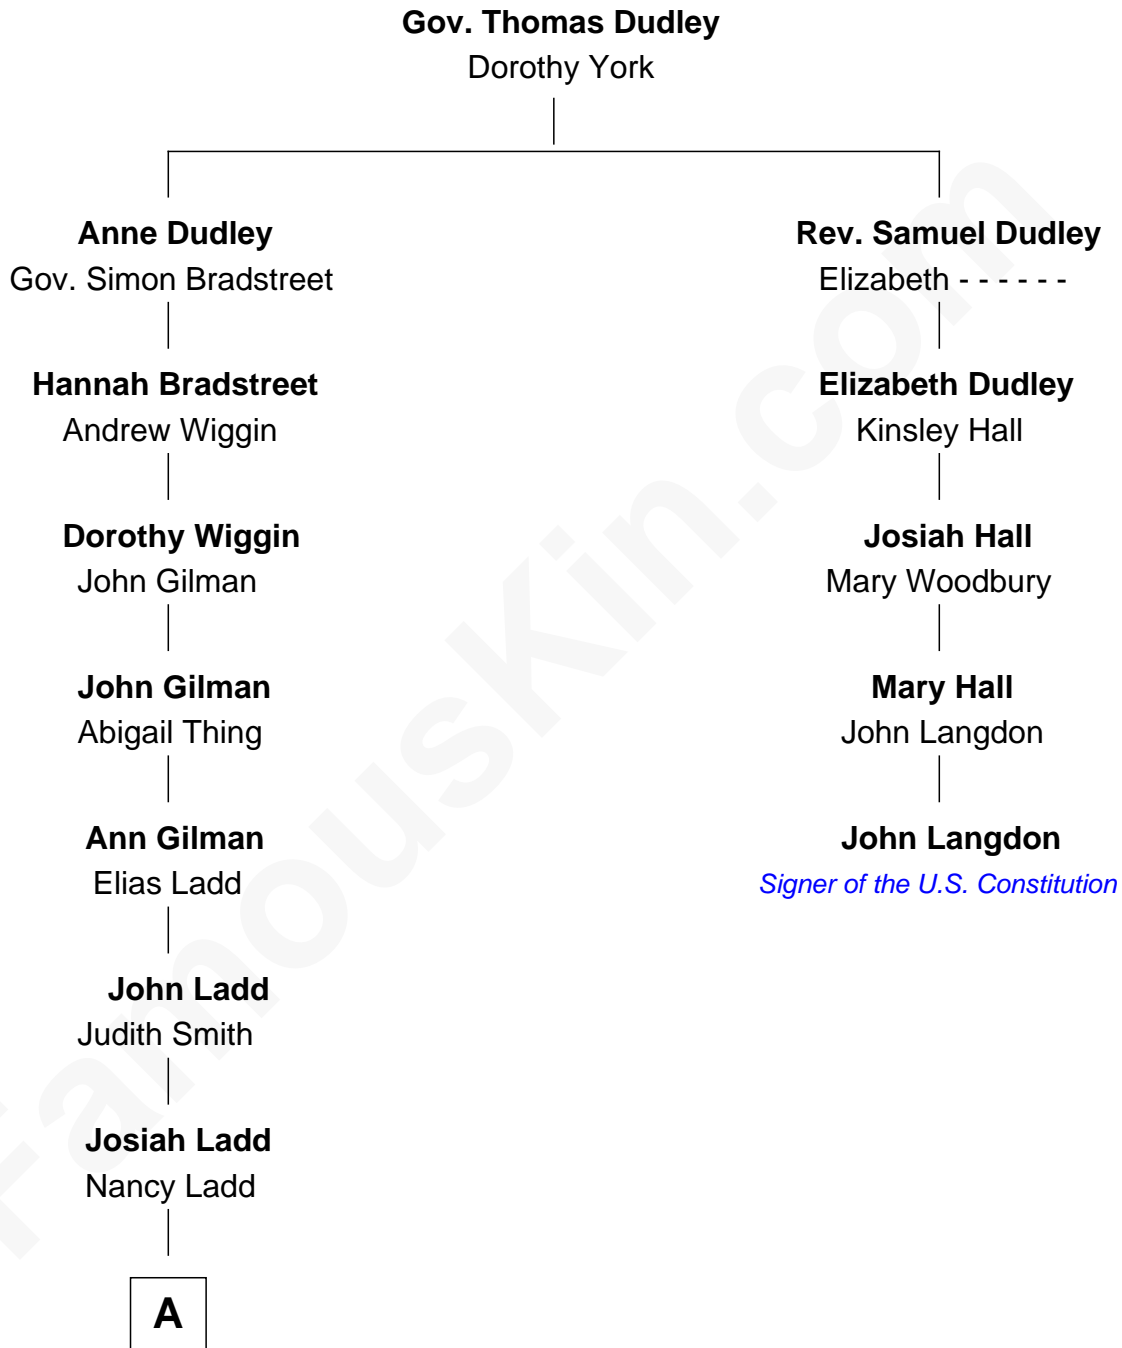 Gov. Thomas Dudley
Dorothy York
Anne Dudley
Gov. Simon Bradstreet
Hannah Bradstreet
Andrew Wiggin
Dorothy Wiggin
John Gilman
John Gilman
Abigail Thing
Ann Gilman
Elias Ladd
John Ladd
Judith Smith
Josiah Ladd
Nancy Ladd
A
Rev. Samuel Dudley
Elizabeth - - - - - -
Elizabeth Dudley
Kinsley Hall
Josiah Hall
Mary Woodbury
Mary Hall
John Langdon
John Langdon
Signer of the U.S. Constitution
FamousKin.com